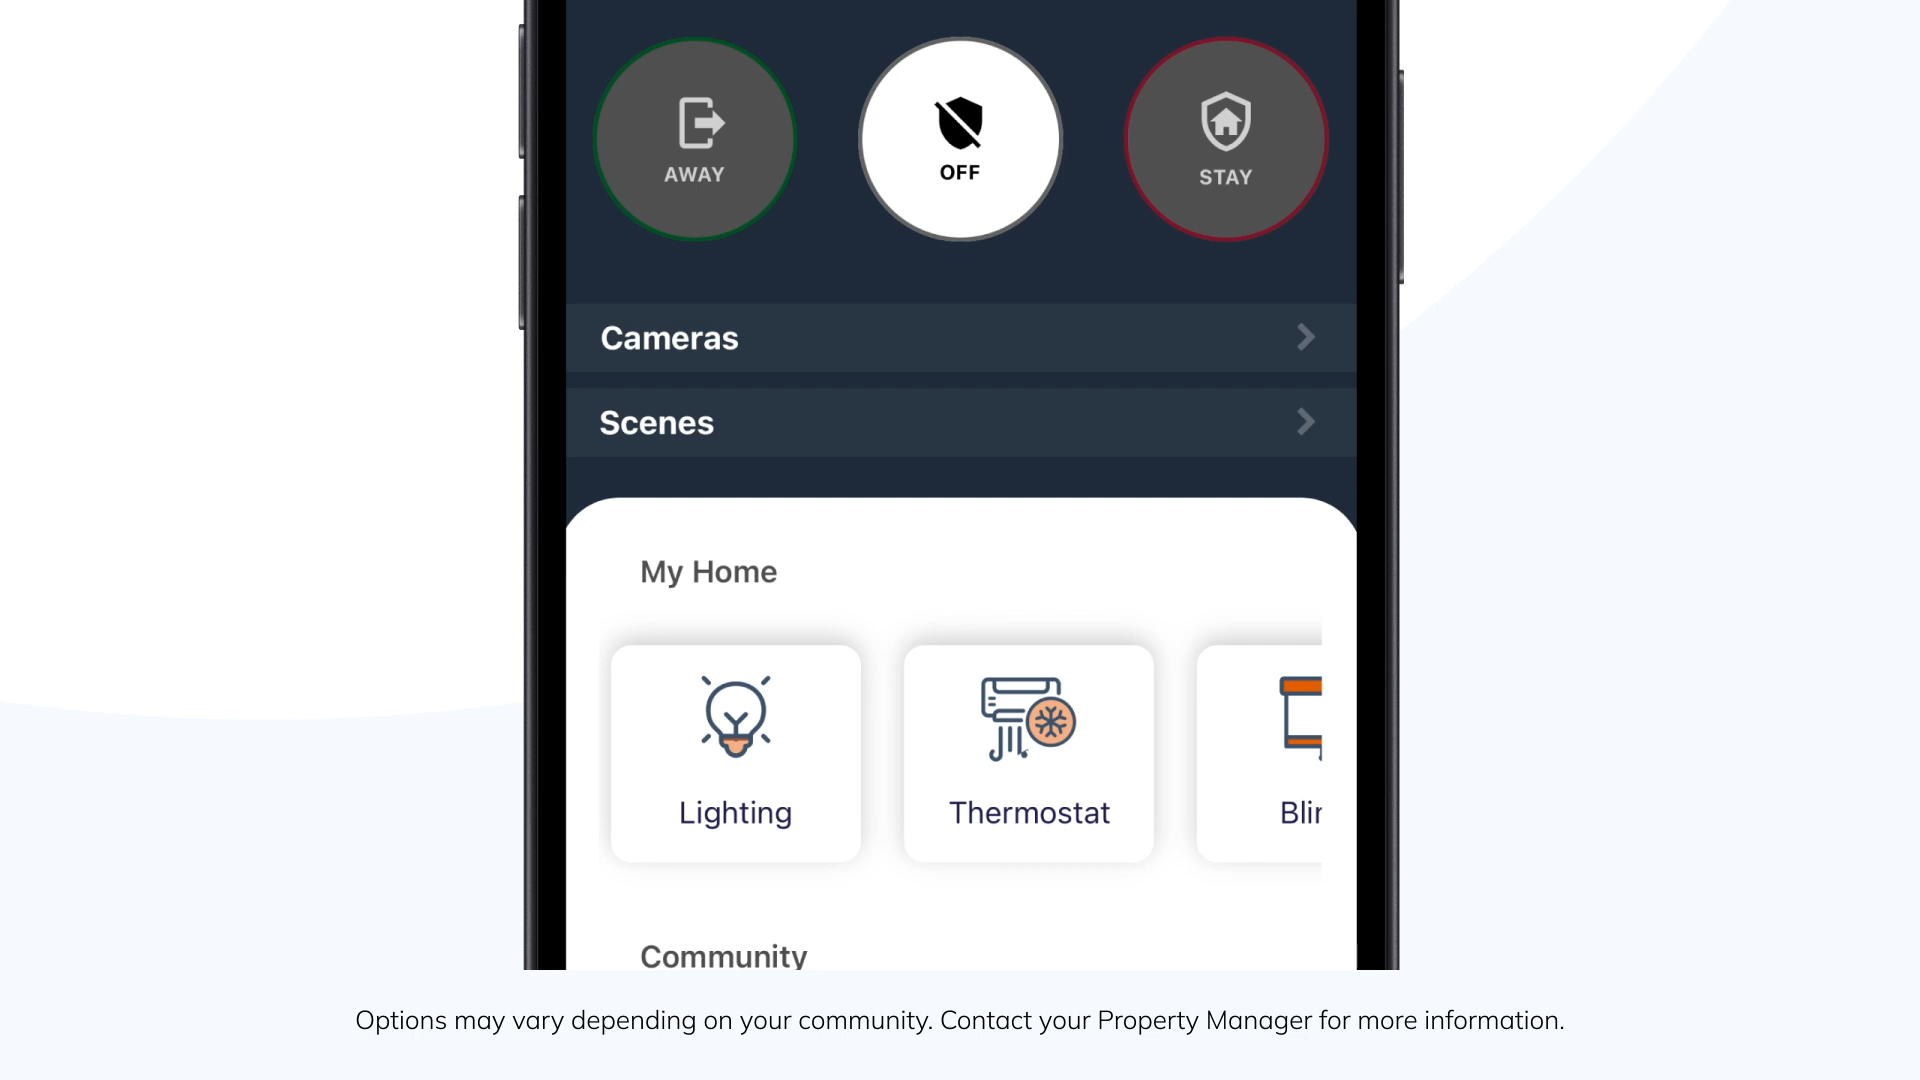 AWAY
OFF
STAY
Cameras
Scenes
My Home
Lighting
Thermostat
Blin
Community
Options may vary depending on your community. Contact your Property Manager for more information.